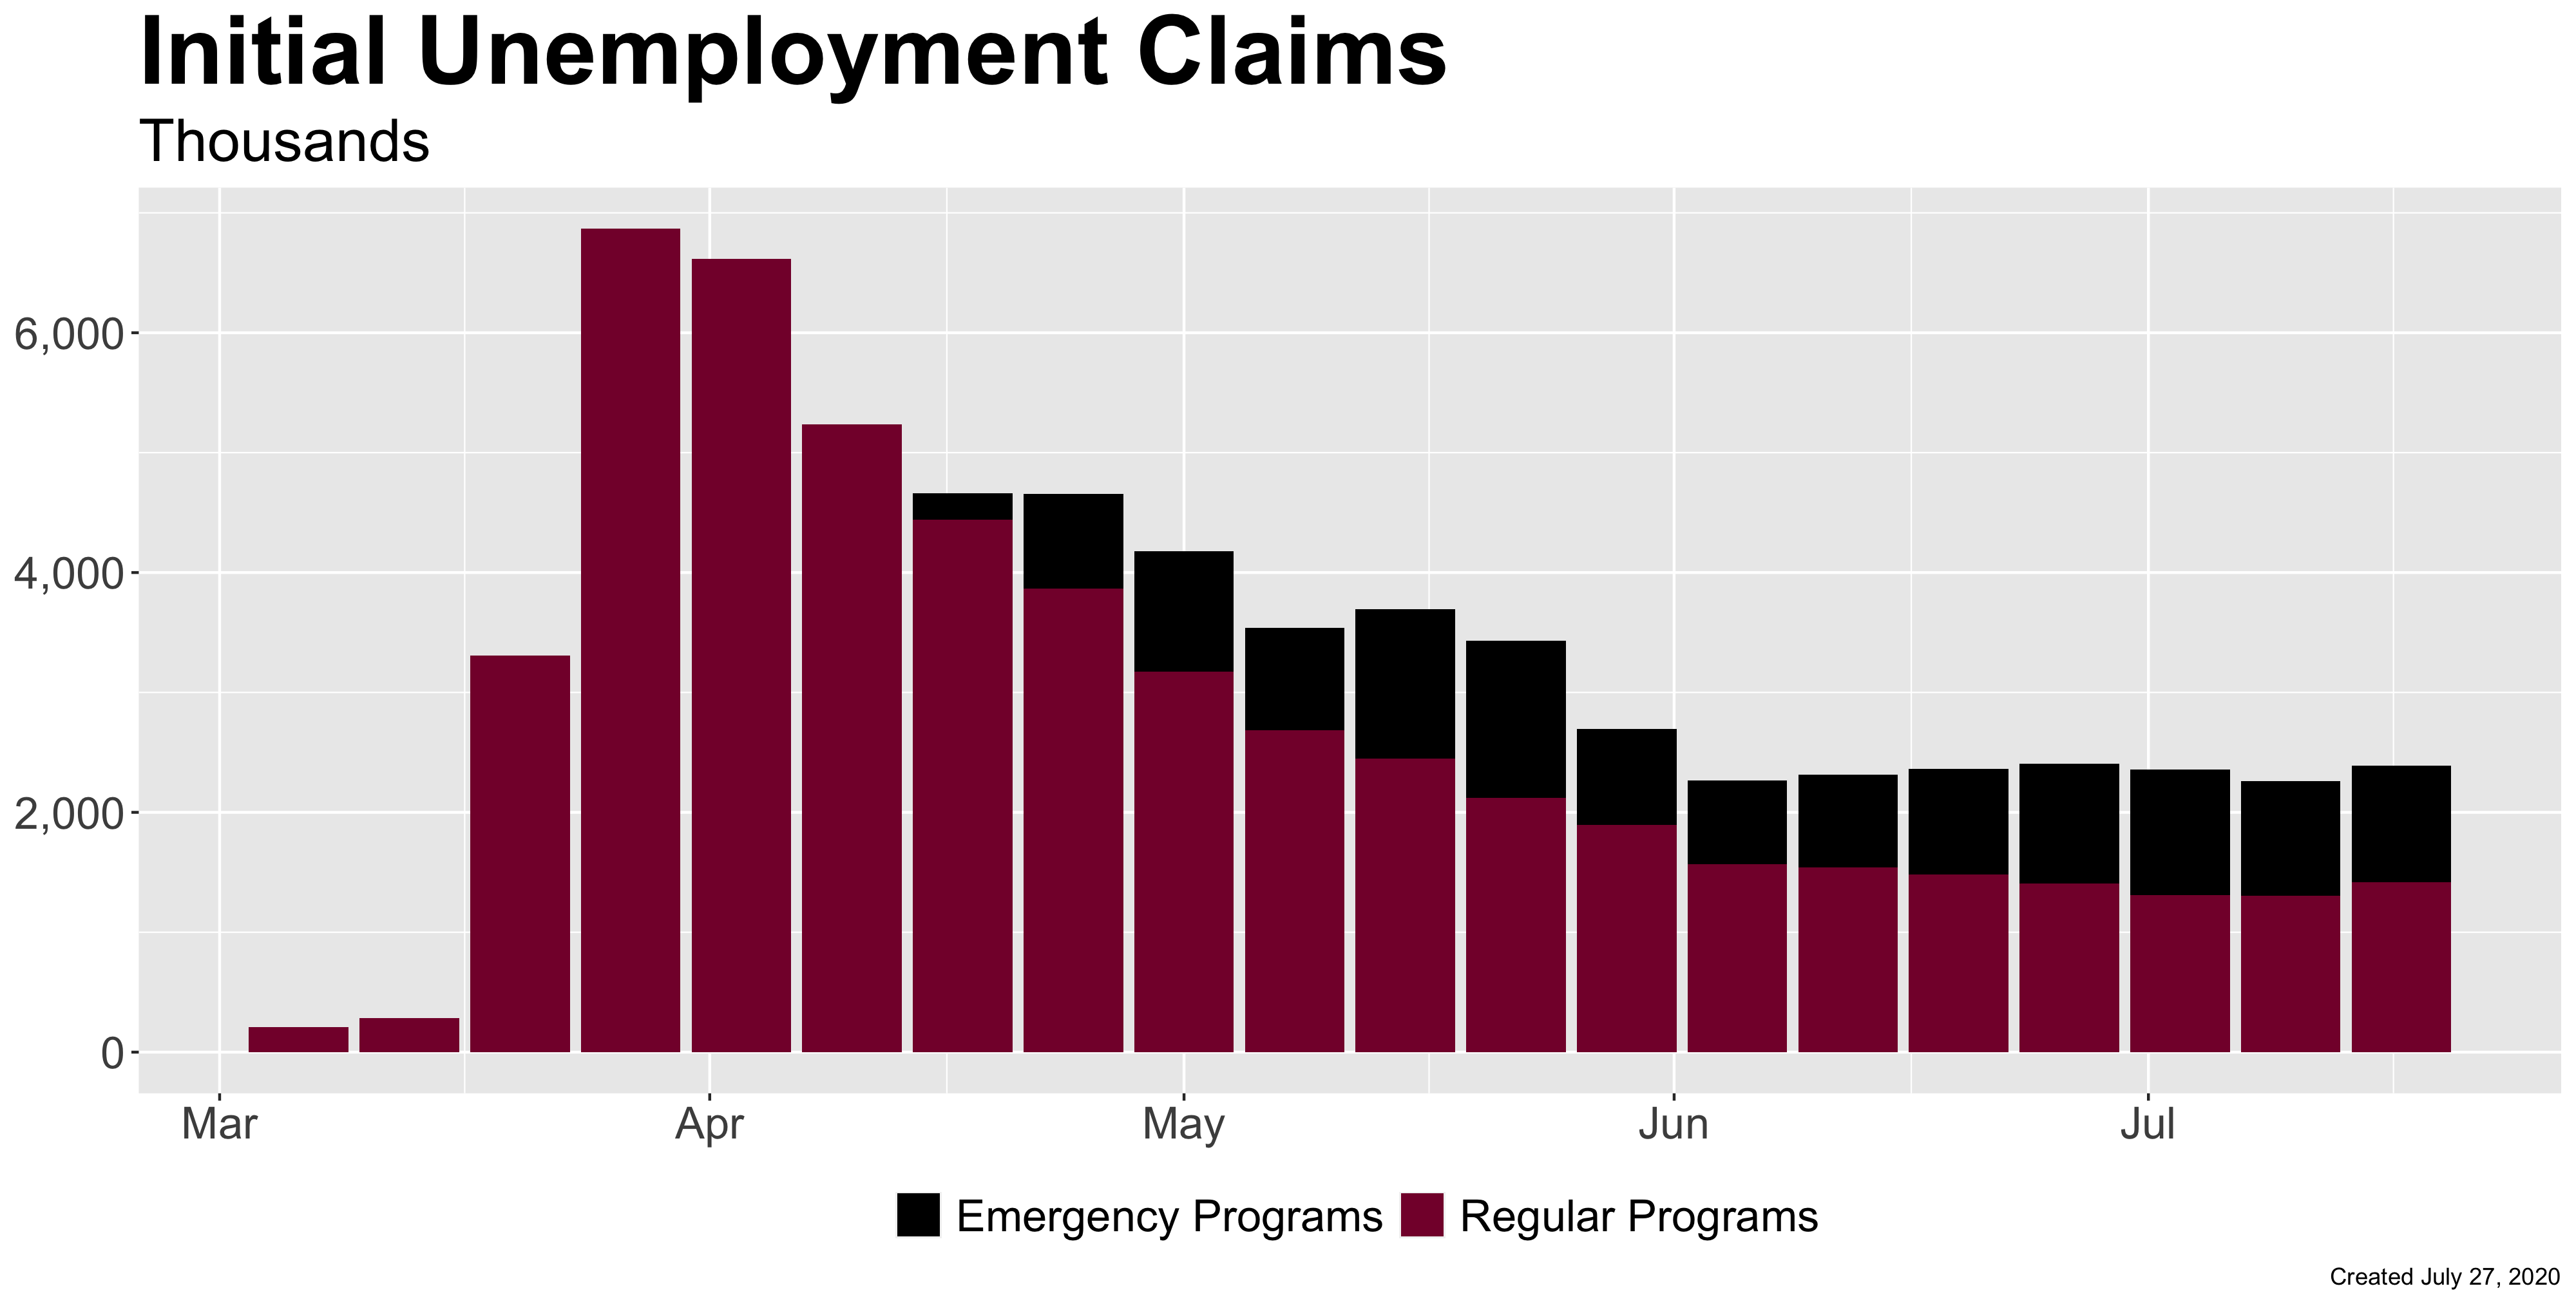 Initial Unemployment Claims
Thousands
6,000
4,000
2,000
0
Mar Apr May Jun Jul
Emergency Programs Regular Programs
Created July 27, 2020